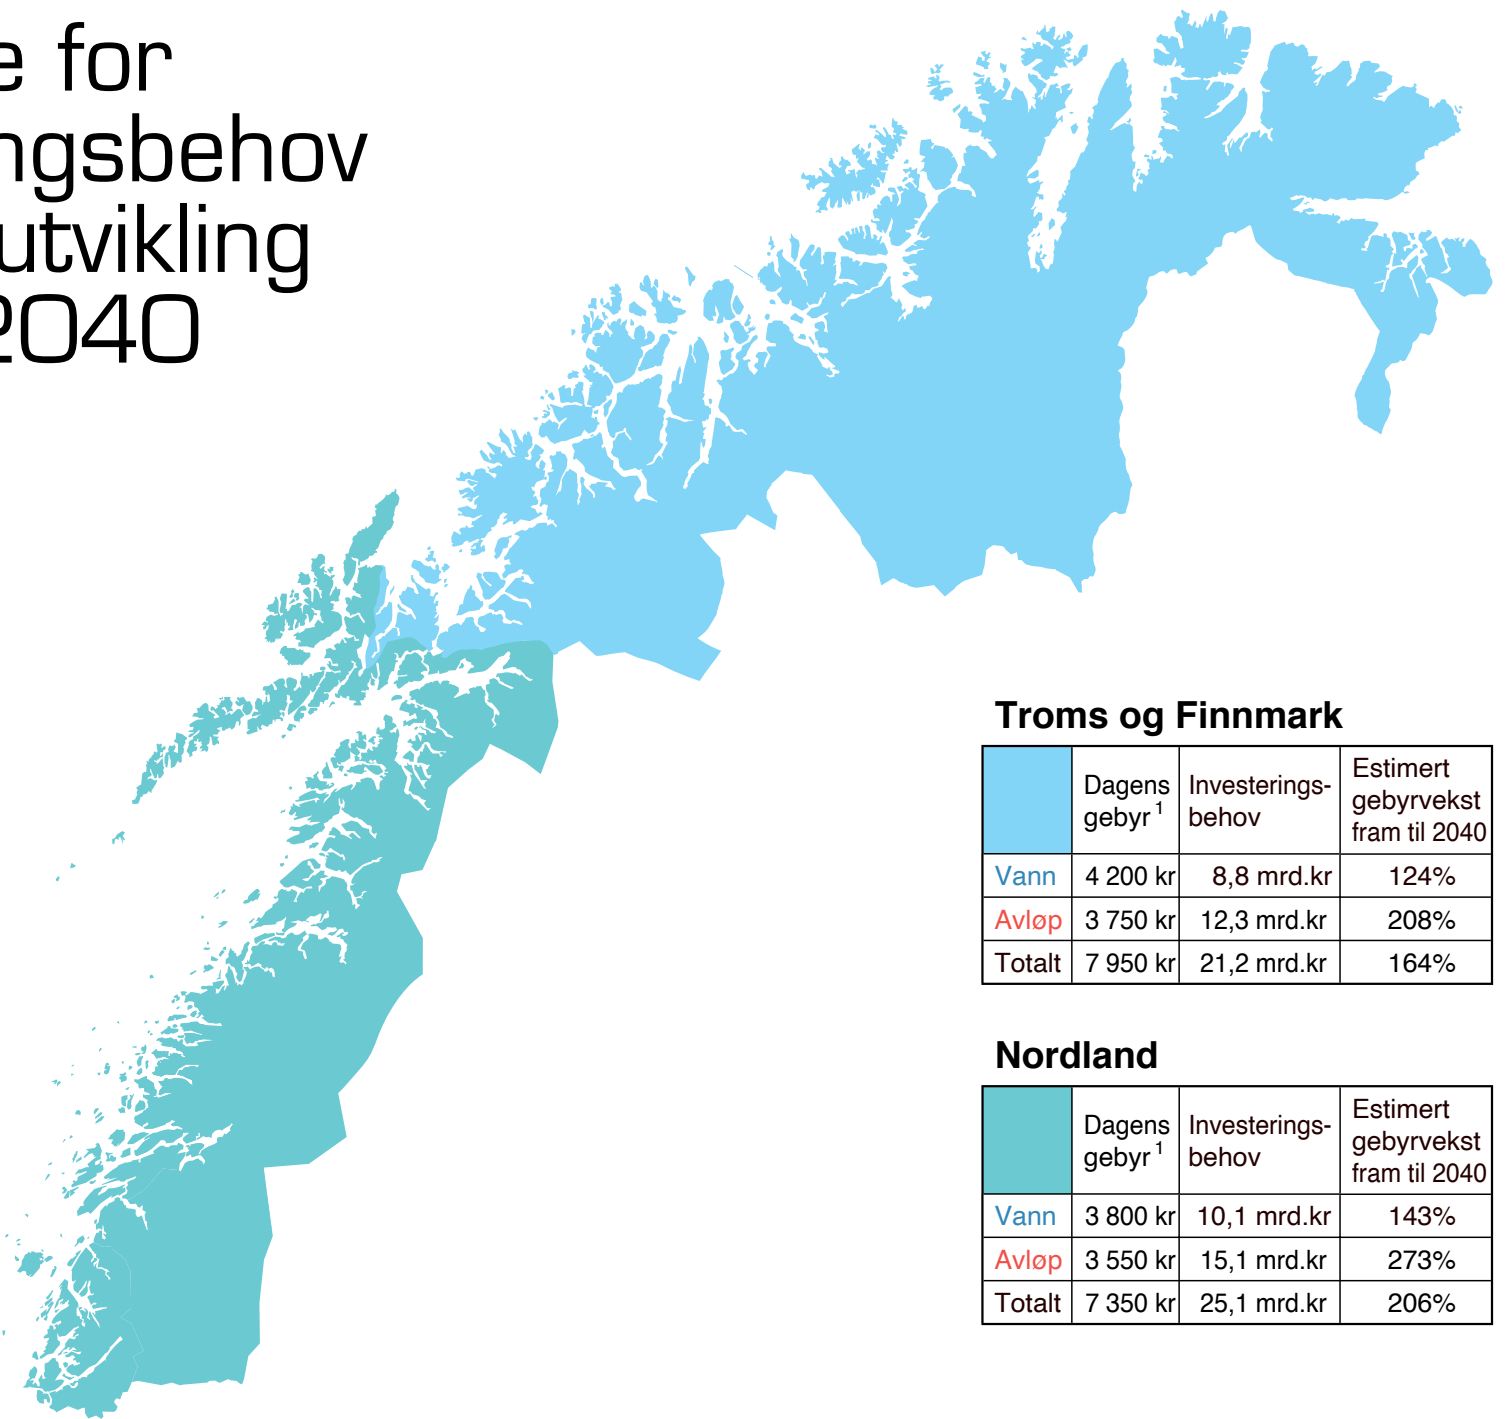 e for
ngsbehov
utvikling
2040
Troms og Finnmark
Dagens gebyr 1 Investerings-behov Estimert gebyrvekst fram til 2040
Vann 4 200 kr 8,8 mrd.kr 124%
Avløp 3 750 kr 12,3 mrd.kr 208%
Totalt 7 950 kr 21,2 mrd.kr 164%
Nordland
Dagens gebyr 1 Investerings-behov Estimert gebyrvekst fram til 2040
Vann 3 800 kr 10,1 mrd.kr 143%
Avløp 3 550 kr 15,1 mrd.kr 273%
Totalt 7 350 kr 25,1 mrd.kr 206%